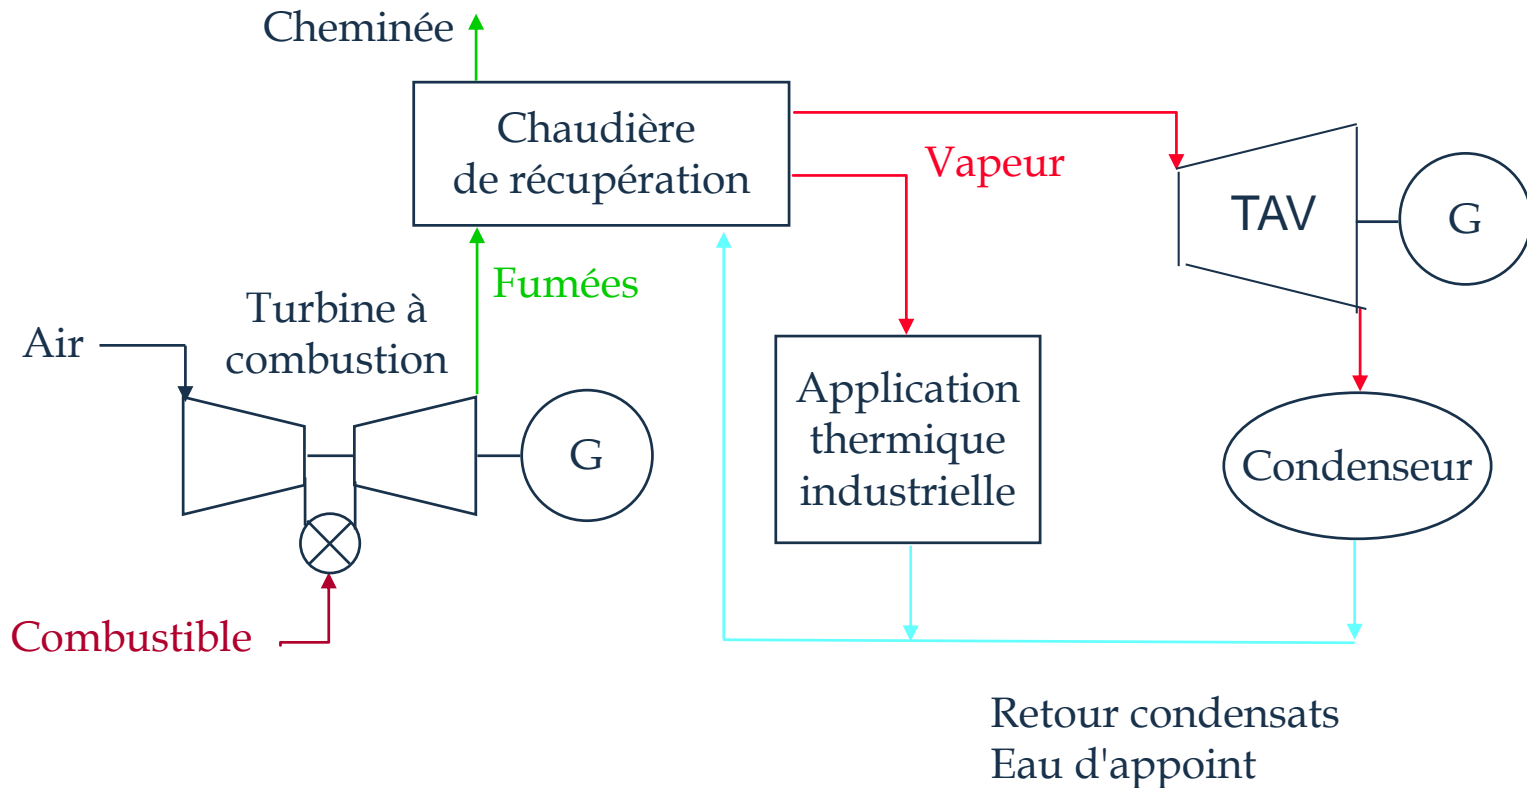 Cheminée
Chaudière
de récupération
Vapeur
TAV
G
Fumées
Turbine à
combustion
Air
G
Application
thermique
industrielle
Condenseur
Combustible
Retour condensats
Eau d'appoint